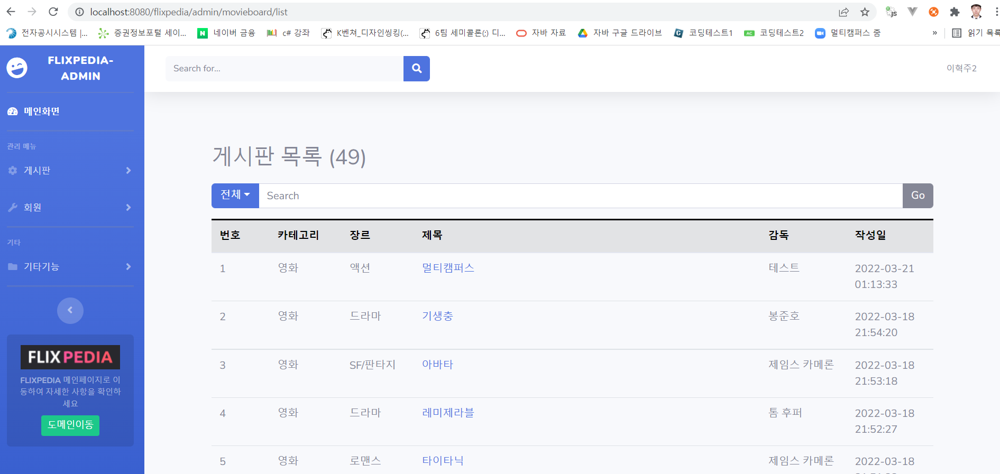 localhost:8080/flixpedia/admin/movieboard/list
전자공시시스템 |... 증권정보포털 세이... 네이버 금융 c# 강좌 K벤쳐_디자인씽킹(... 6팀 세미콜론(;) 디... 자바 자료 자바 구글 드라이브 코딩테스트1 코딩테스트2 멀티캠퍼스 줌 » 읽기 목록
FLIXPEDIA-
ADMIN
메인화면
관리 메뉴
게시판
회원
기타
기타기능
FLIXPEDIA
FLIXPEDIA 메인페이지로 이
동하여 자세한 사항을 확인하
세요
도메인이동
Search for...
이혁주2
게시판 목록 (49)
전체 Search Go
번호 카테고리 장르 제목 감독 작성일
1 영화 액션 멀티캠퍼스 테스트 2022-03-21
01:13:33
2 영화 드라마 기생충 봉준호 2022-03-18
21:54:20
3 영화 SF/판타지 아바타 제임스 카메론 2022-03-18
21:53:18
4 영화 드라마 레미제라블 톰 후퍼 2022-03-18
21:52:27
5 영화 로맨스 타이타닉 제임스 카메론 2022-03-18